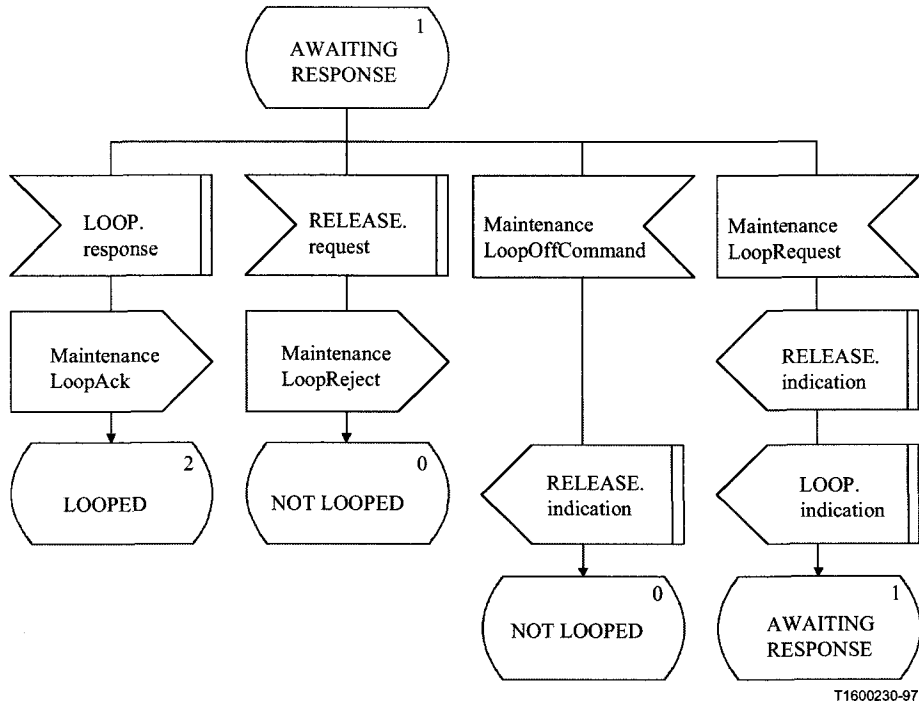 1
AWAITING
RESPONSE
LOOP.
response
RELEASE.
request
Maintenance
LoopOffCommand
Maintenance
LoopRequest
Maintenance
LoopAck
Maintenance
LoopReject
RELEASE.
indication
2
LOOPED
0
NOT LOOPED
RELEASE.
indication
LOOP.
indication
0
NOT LOOPED
1
AWAITING
RESPONSE
T1600230-97